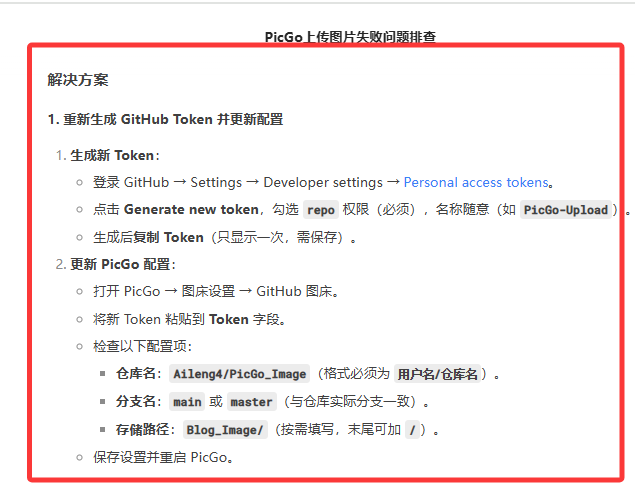 PicGo上传图片失败问题排查
解决方案
1. 重新生成 GitHub Token 并更新配置
1. 生成新 Token：
登录 GitHub → Settings → Developer settings → Personal access tokens。
点击 Generate new token，勾选 repo 权限（必须），名称随意（如 PicGo-Upload）。
生成后复制 Token（只显示一次，需保存）。
2. 更新 PicGo 配置：
打开 PicGo → 图床设置 → GitHub 图床。
将新 Token 粘贴到 Token 字段。
检查以下配置项：
仓库名：Aileng4/PicGo_Image（格式必须为 用户名/仓库名）。
分支名：main 或 master（与仓库实际分支一致）。
存储路径：Blog_Image/（按需填写，末尾可加 /）。
保存设置并重启 PicGo。